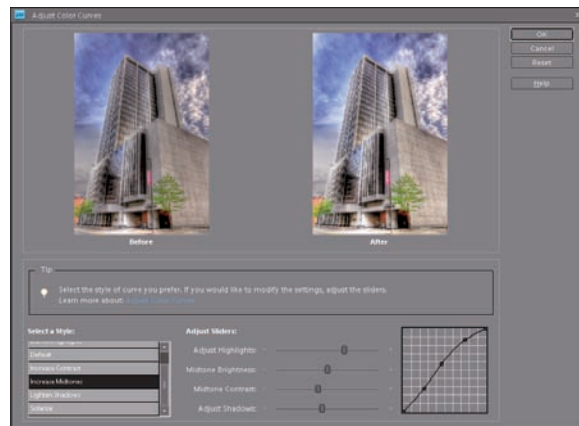 Adjust Color Curves
OK
Cancel
Reset
Help
Before
After
Tip
Select the style of curve you prefer. If you would like to modify the settings, adjust the sliders.
Learn more about: Adjust Color Curves
Select a Style:
Default
Increase Contrast
Increase Midtones
Lighten Shadows
Solarize
Adjust Sliders:
Adjust Highlights:
Midtone Brightness:
Midtone Contrast:
Adjust Shadows: